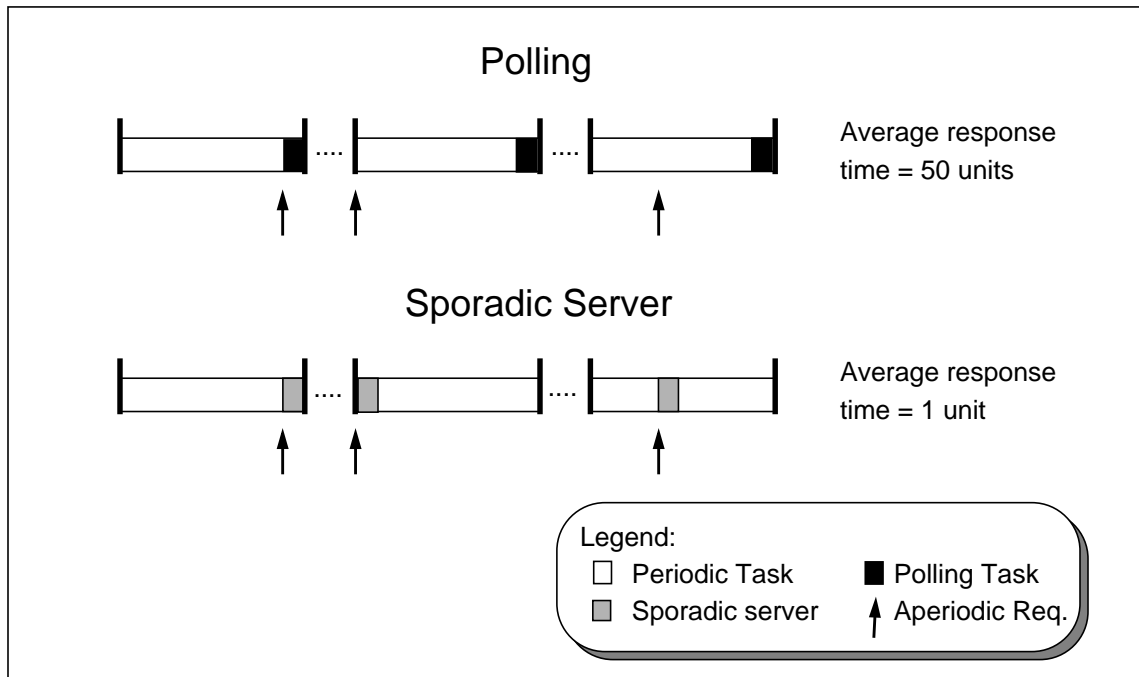 Polling
Average response
time = 50 units
.... ....
Sporadic Server
Average response
time = 1 unit
.... ....
Legend:
Periodic Task
Polling Task
Sporadic server
Aperiodic Req.